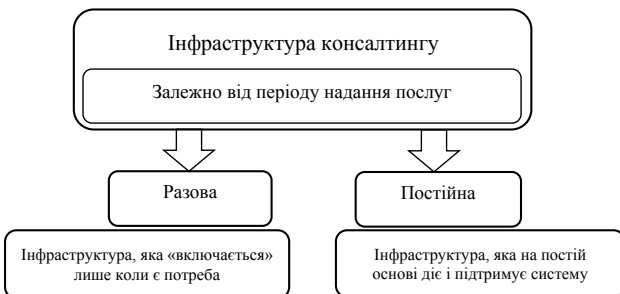 Інфраструктура консалтингу
Залежно від періоду надання послуг
Разова
Постійна
Інфраструктура, яка «включається»
лише коли є потреба
Інфраструктура, яка на постій
основі діє і підтримує систему